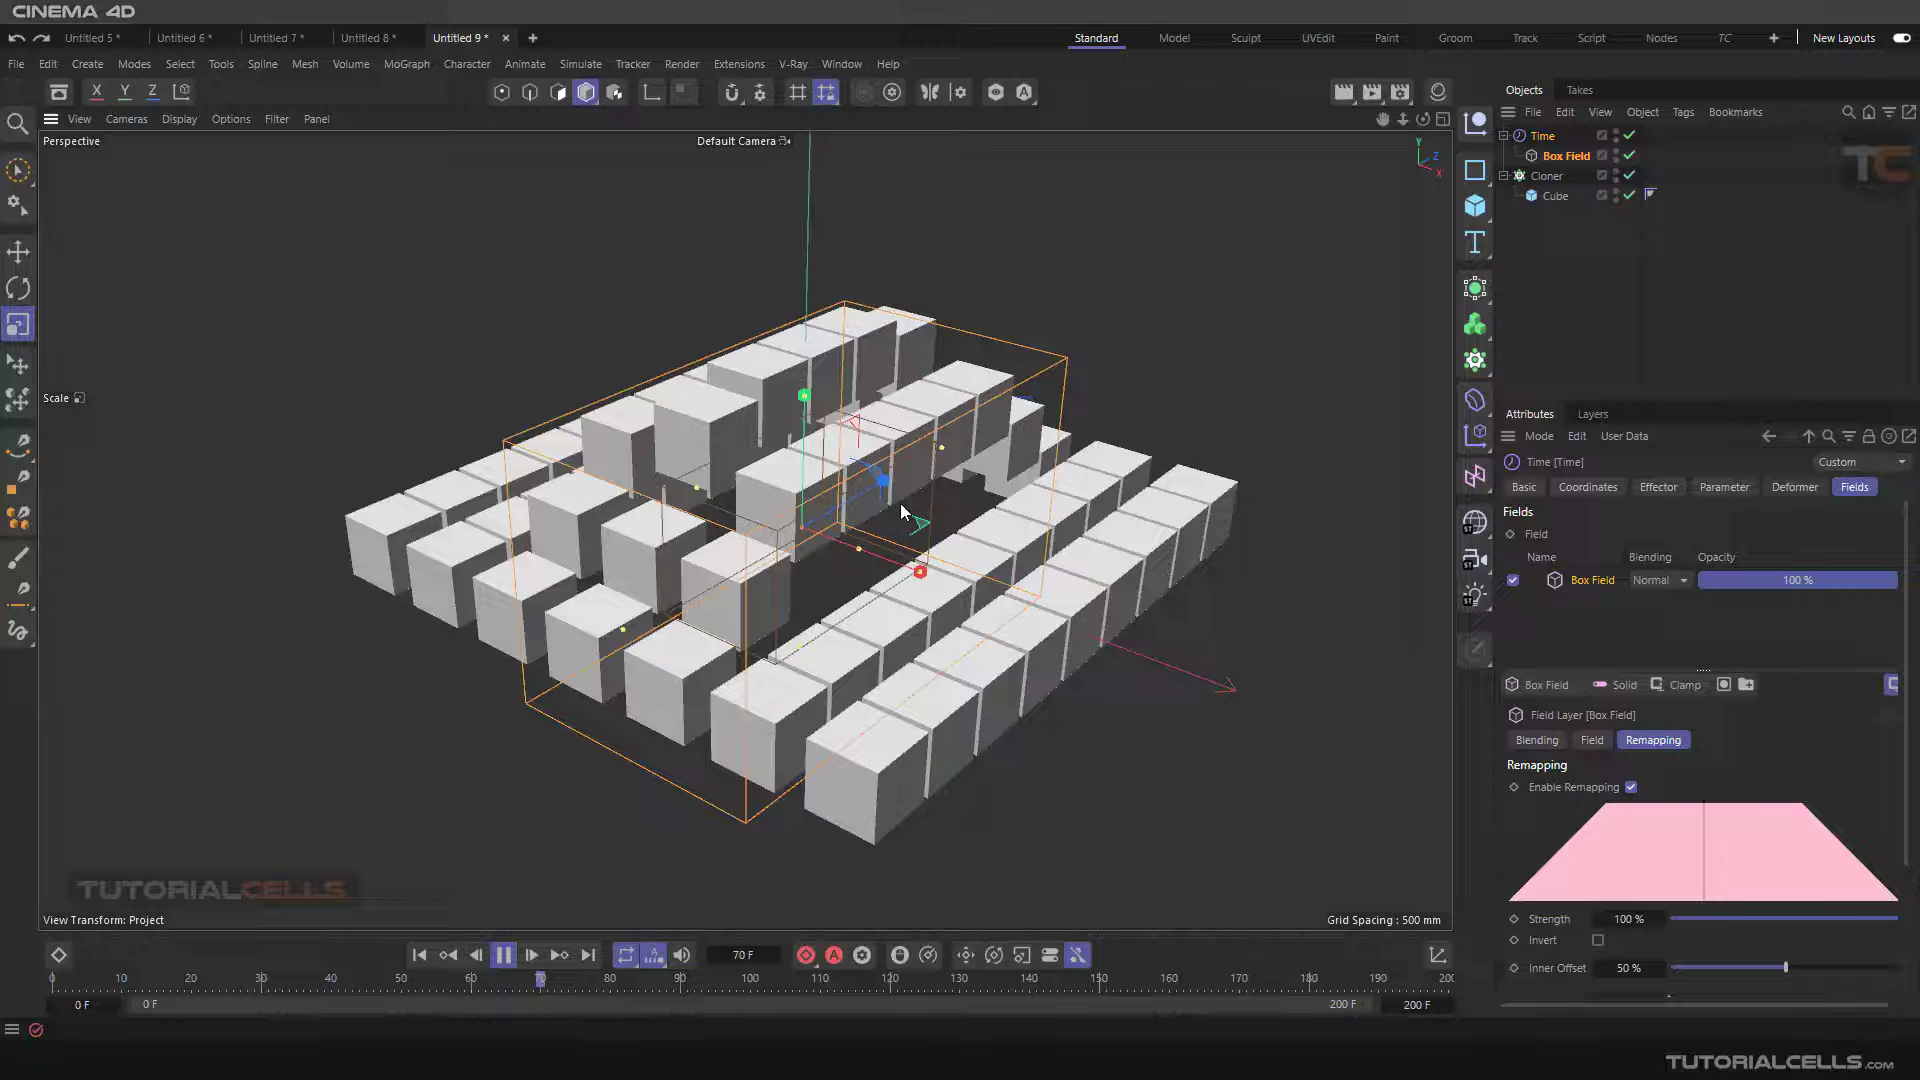 CINEMA 4D
Untitled 5 * Untitled 6 * Untitled 7 * Untitled 8 * Untitled 9 *
Standard Model Sculpt UVEdit Paint Groom Track Script Nodes TC New Layouts
File Edit Create Modes Select Tools Spline Mesh Volume MoGraph Character Animate Simulate Tracker Render Extensions V-Ray Window Help
X Y Z
View Cameras Display Options Filter Panel
Perspective
Default Camera
Y
Z
X
Scale
TUTORIALCELLS
View Transform: Project
Grid Spacing : 500 mm
Objects Takes
File Edit View Object Tags Bookmarks
Time
Box Field
Cloner
Cube
TC
Attributes Layers
Mode Edit User Data
Time [Time]
Custom
Basic Coordinates Effector Parameter Deformer Fields
Fields
Field
Name Blending Opacity
Box Field Normal 100 %
Box Field Solid Clamp
Field Layer [Box Field]
Blending Field Remapping
Remapping
Enable Remapping
Strength 100 %
Invert
Inner Offset 50 %
70 F
0 10 20 30 40 50 60 70 80 90 100 110 120 130 140 150 160 170 180 190 200
0 F 0 F 200 F 200 F
TUTORIALCELLS.COM